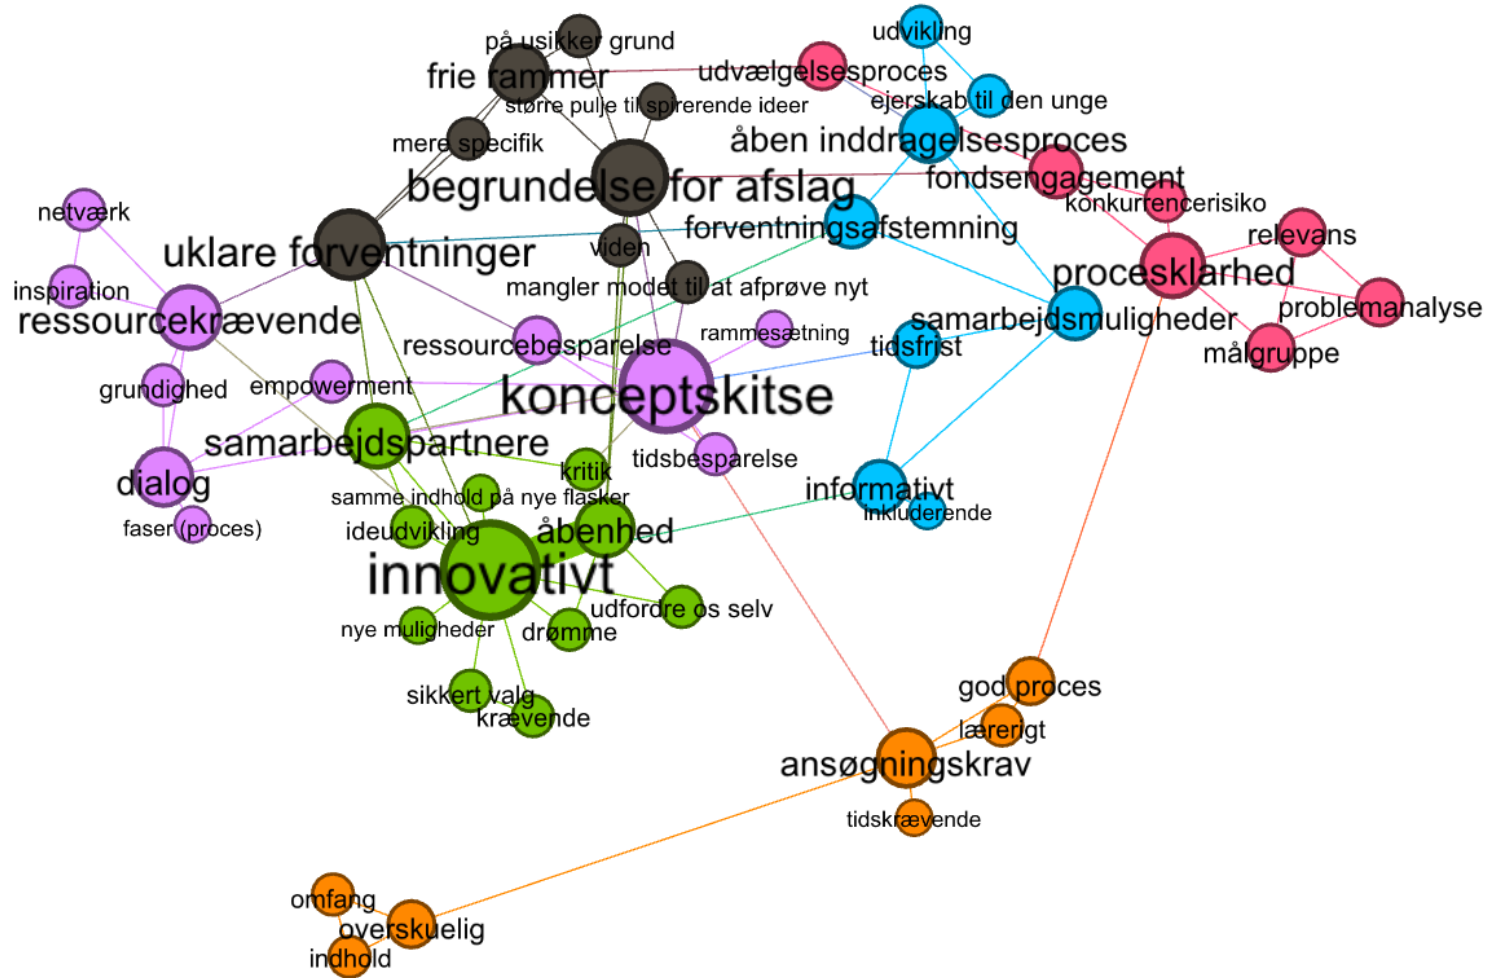 udvikling
på usikker grund
frie rammer
udvælgelsesproces
større pulje til spirerende ideer
ejerskab til den unge
mere specifik
åben inddragelsesproces
begrundelse for afslag
fondsengagement
konkurrencerisiko
netværk
forventningsafstemning
relevans
uklare forventninger
viden
procesklarhed
inspiration
mangler modet til at afprøve nyt
problemanalyse
ressourcekrævende
samarbejdsmuligheder
rammesætning
ressourcebesparelse
tidsfrist
målgruppe
grundighed
empowerment
konceptskitse
samarbejdspartnere
tidsbesparelse
kritik
dialog
informativt
samme indhold på nye flasker
inkluderende
faser (proces)
ideudvikling
åbenhed
innovativt
udfordre os selv
nye muligheder
drømme
god proces
sikkert valg
krævende
lærerigt
ansøgningskrav
tidskrævende
omfang
overskuelig
indhold